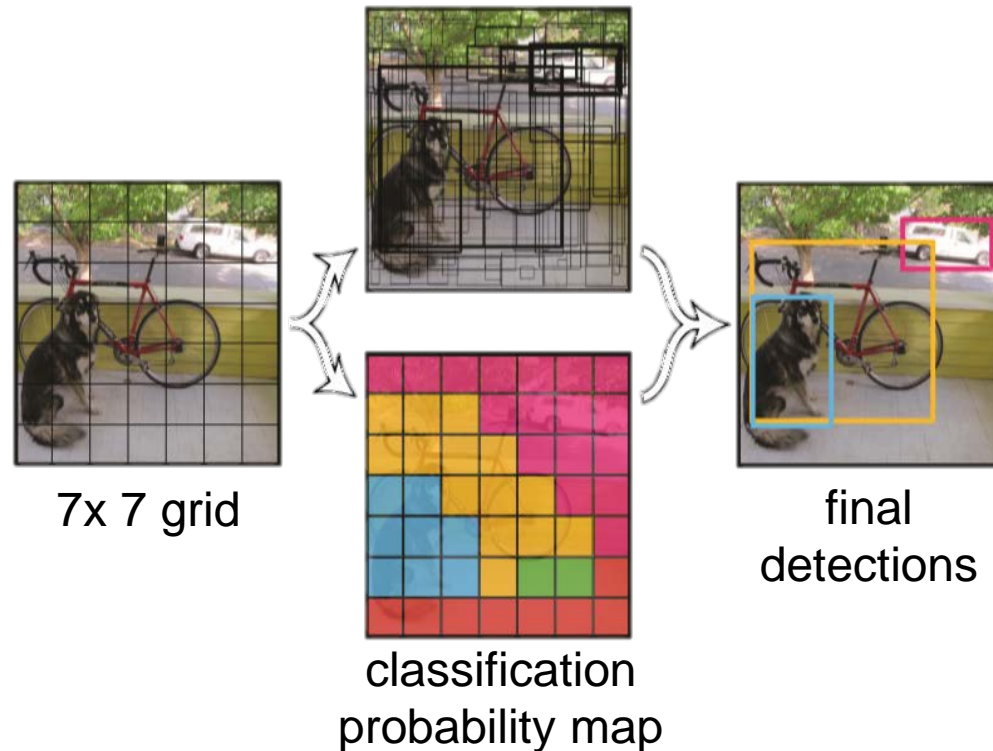 7x 7 grid
classification
probability map
final
detections